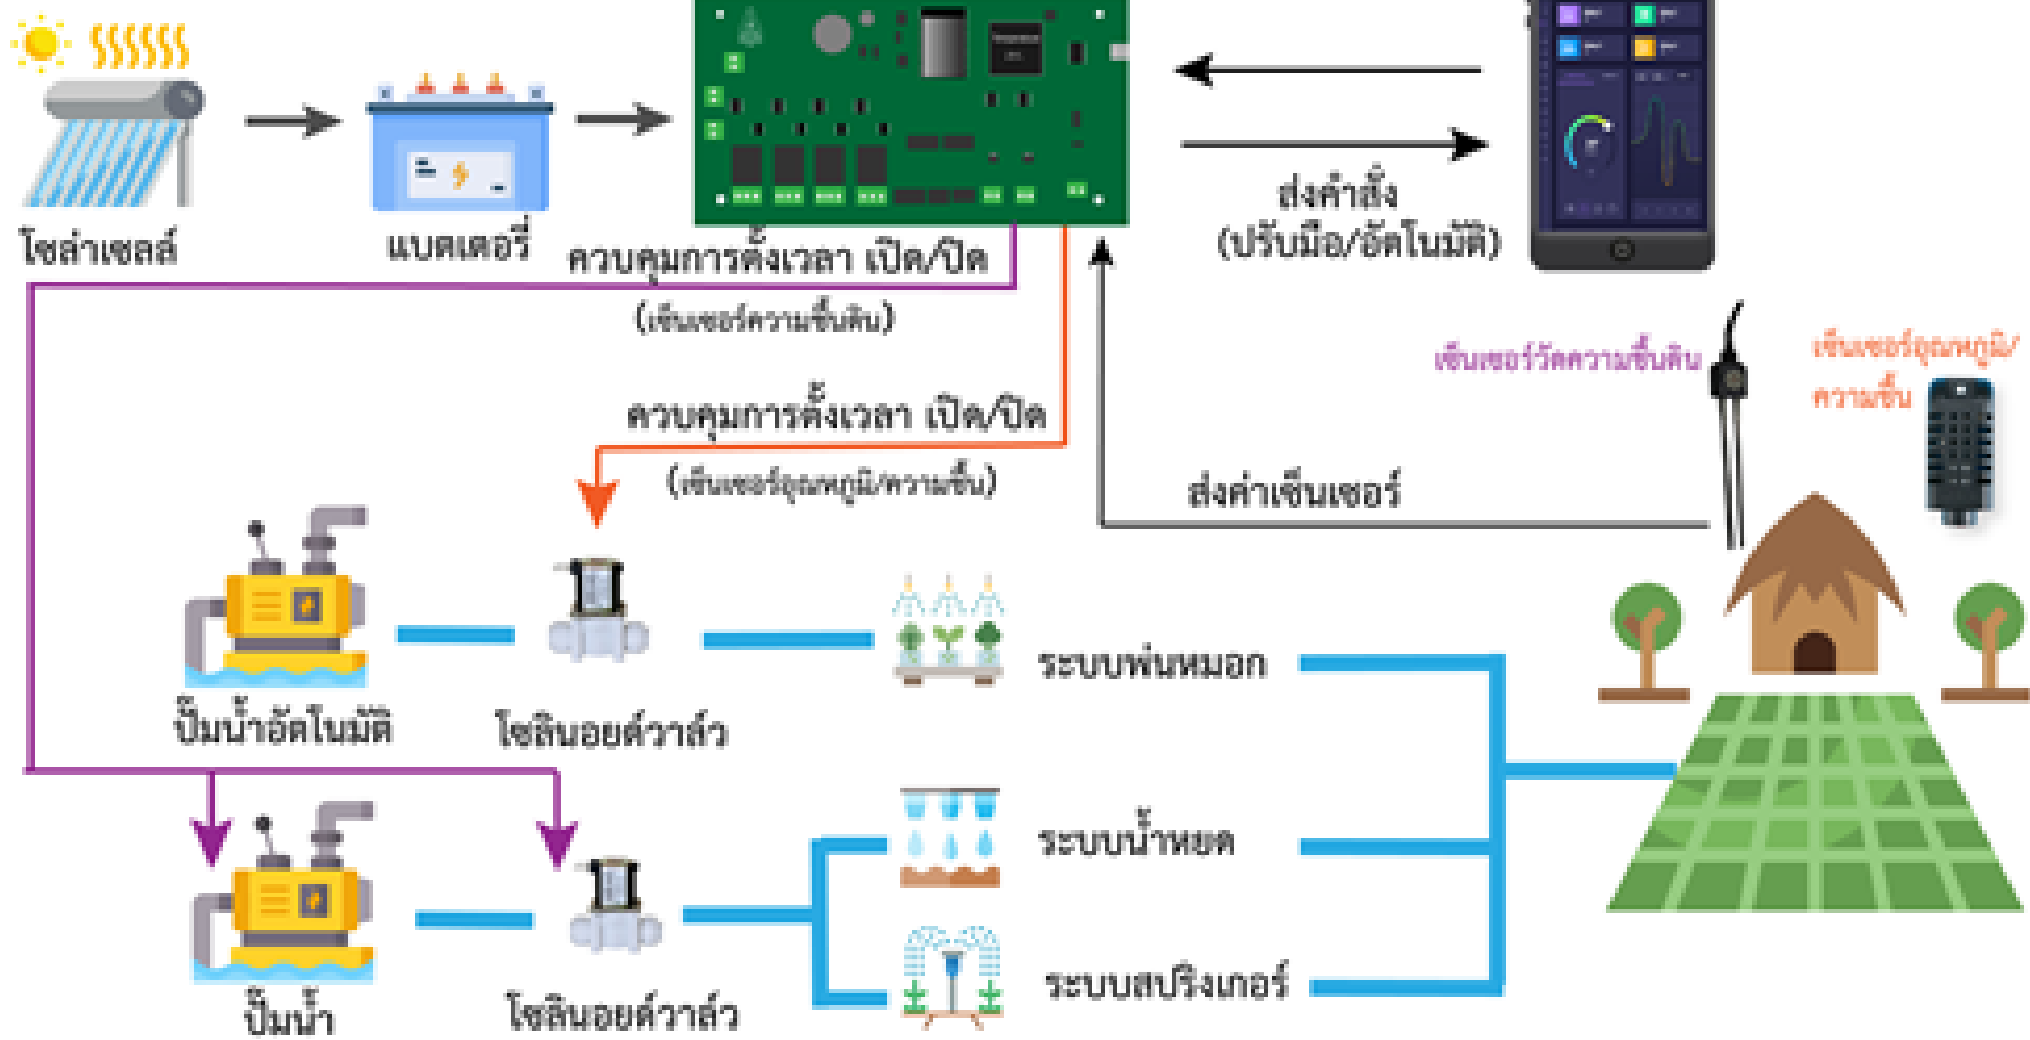 ส่งคำสั่ง
(ปรับมือ/อัตโนมัติ)
โซล่าเซลล์
แบตเตอรี่
ควบคุมการตั้งเวลา เปิด/ปิด
(เซ็นเซอร์ความชื้นดิน)
เซ็นเซอร์วัดความชื้นดิน
เซ็นเซอร์อุณหภูมิ/
ความชื้น
ควบคุมการตั้งเวลา เปิด/ปิด
(เซ็นเซอร์อุณหภูมิ/ความชื้น)
ส่งค่าเซ็นเซอร์
ระบบพ่นหมอก
ปั๊มน้ำอัตโนมัติ
โซลินอยด์วาล์ว
ระบบน้ำหยด
ระบบสปริงเกอร์
ปั๊มน้ำ
โซลินอยด์วาล์ว